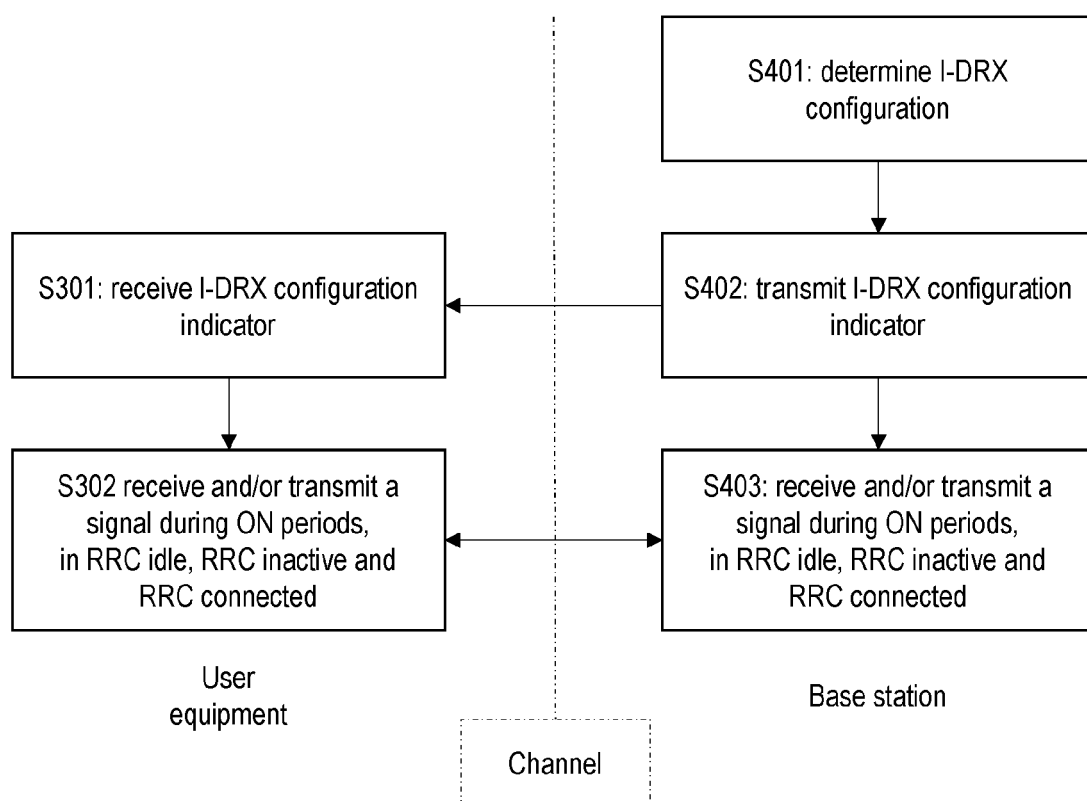 S401: determine I-DRX
configuration
S301: receive I-DRX configuration
indicator
S402: transmit I-DRX configuration
indicator
S302 receive and/or transmit a
signal during ON periods,
in RRC idle, RRC inactive and
RRC connected
S403: receive and/or transmit a
signal during ON periods,
in RRC idle, RRC inactive and
RRC connected
User
equipment
Base station
Channel